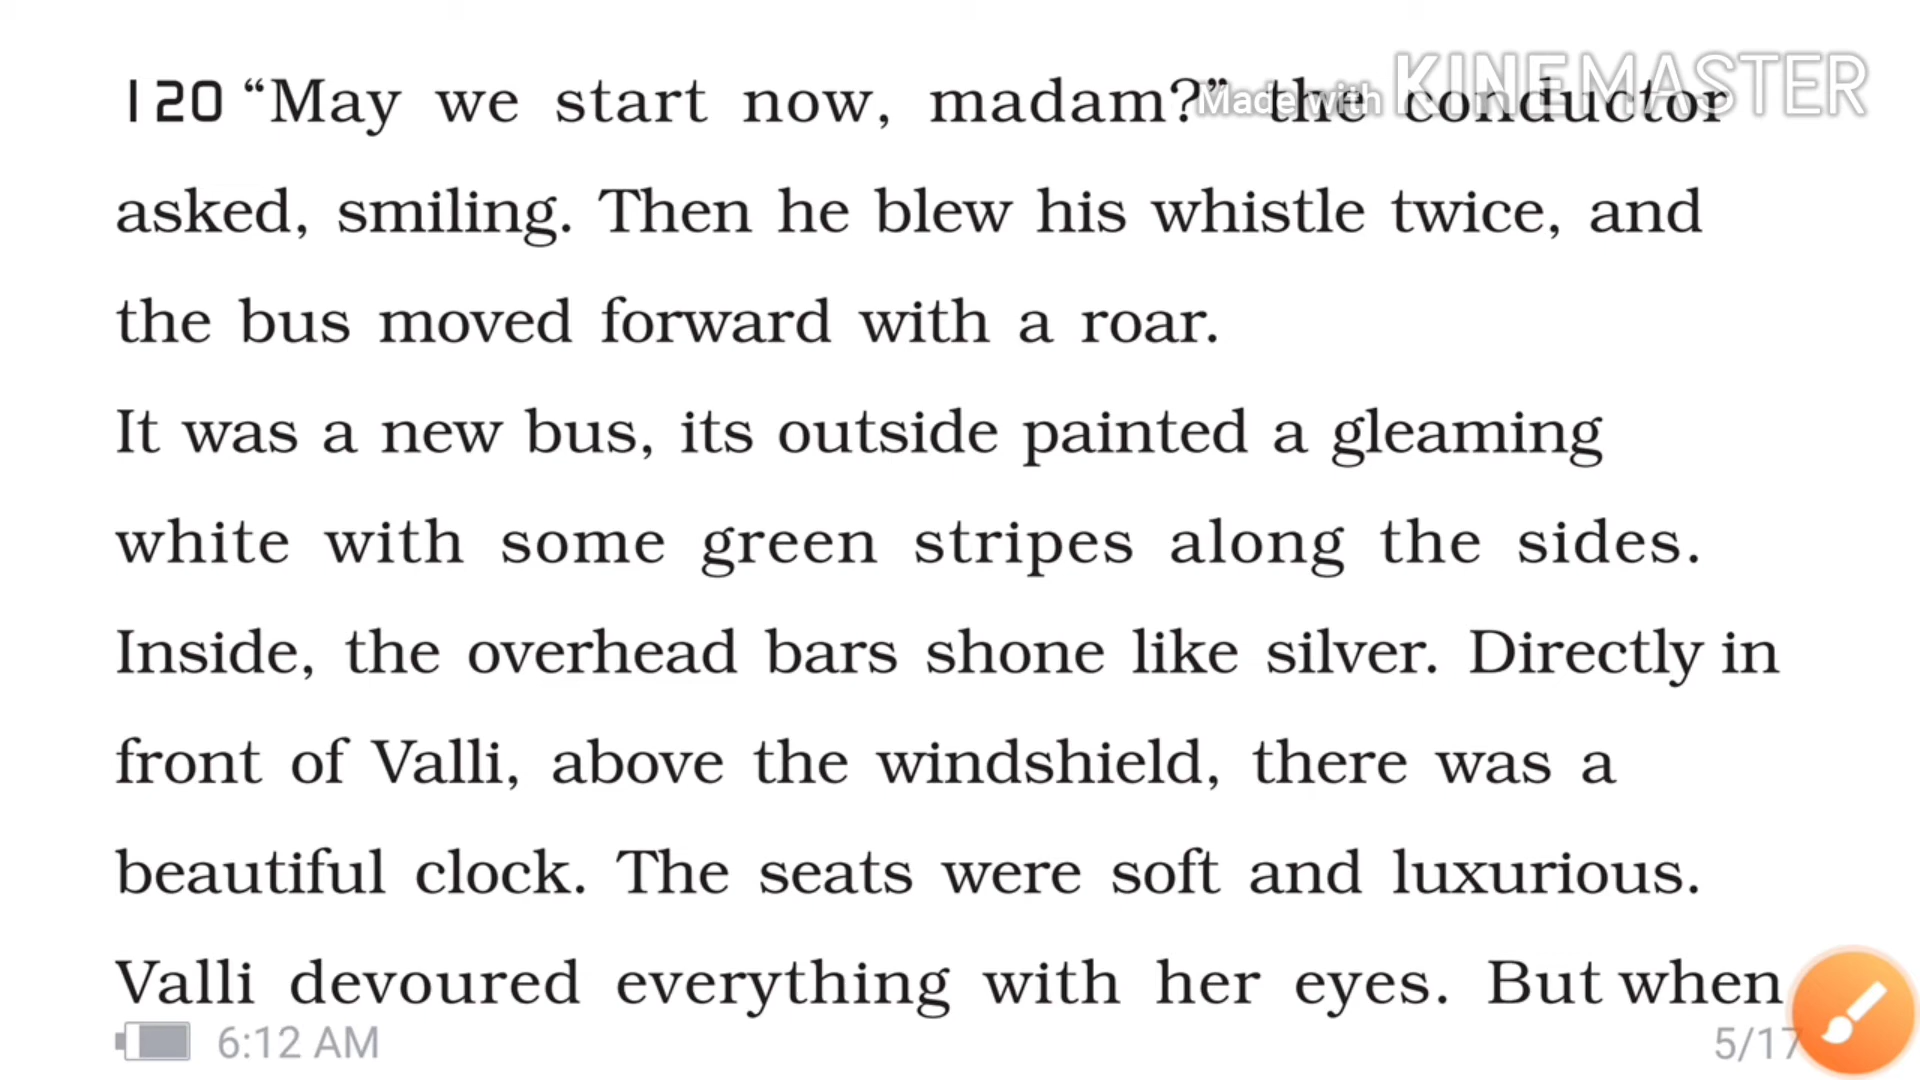 120 “May we start now, madam?” the conductor
Made with KINEMASTER
asked, smiling. Then he blew his whistle twice, and
the bus moved forward with a roar.
It was a new bus, its outside painted a gleaming
white with some green stripes along the sides.
Inside, the overhead bars shone like silver. Directly in
front of Valli, above the windshield, there was a
beautiful clock. The seats were soft and luxurious.
Valli devoured everything with her eyes. But when
6:12 AM
5/17